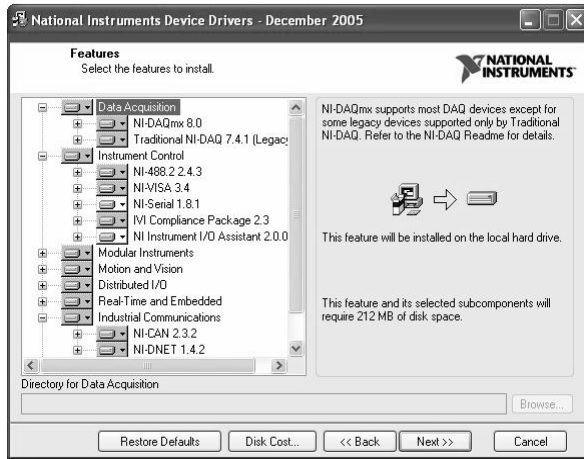 National Instruments Device Drivers - December 2005
Features
Select the features to install.
NATIONAL
INSTRUMENTS
Data Acquisition
NI-DAQmx 8.0
Traditional NI-DAQ 7.4.1 (Legacy
Instrument Control
NI-488.2 2.4.3
NI-VISA 3.4
NI-Serial 1.8.1
IVI Compliance Package 2.3
NI Instrument I/O Assistant 2.0.0
Modular Instruments
Motion and Vision
Distributed I/O
Real-Time and Embedded
Industrial Communications
NI-CAN 2.3.2
NI-DNET 1.4.2
NI-DAQmx supports most DAQ devices except for
some legacy devices supported only by Traditional
NI-DAQ. Refer to the NI-DAQ Readme for details.
This feature will be installed on the local hard drive.
This feature and its selected subcomponents will
require 212 MB of disk space.
Directory for Data Acquisition
Browse...
Restore Defaults
Disk Cost...
<< Back
Next >>
Cancel